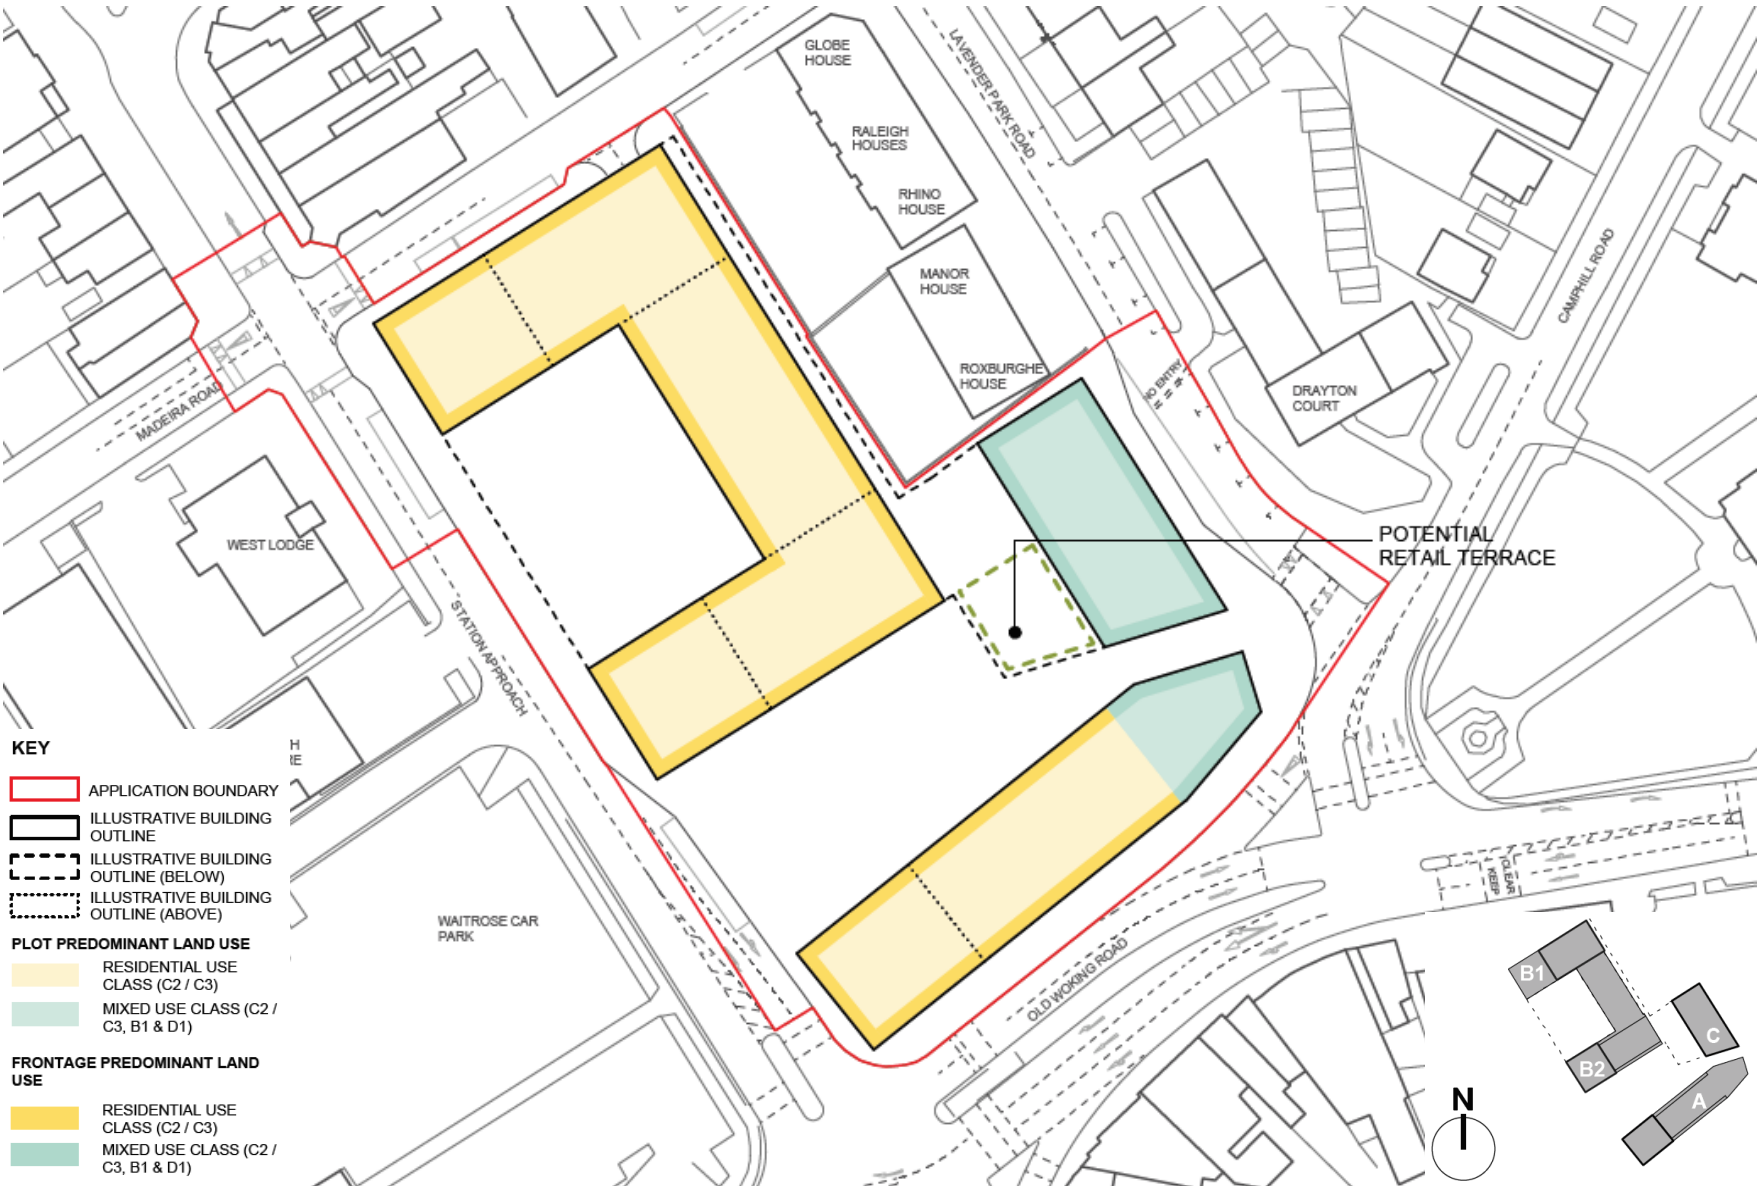 GLOBE
HOUSE
RALEIGH
HOUSES
RHINO
HOUSE
MANOR
HOUSE
ROXBURGHE
HOUSE
LAVENDER PARK ROAD
CAMPHILL ROAD
NO ENTRY
DRAYTON
COURT
MADEIRA ROAD
WEST LODGE
STATION APPROACH
POTENTIAL
RETAIL TERRACE
H
RE
WAITROSE CAR
PARK
OLD WOKING ROAD
KEEP
CLEAR
KEY
APPLICATION BOUNDARY
ILLUSTRATIVE BUILDING
OUTLINE
ILLUSTRATIVE BUILDING
OUTLINE (BELOW)
ILLUSTRATIVE BUILDING
OUTLINE (ABOVE)
PLOT PREDOMINANT LAND USE
RESIDENTIAL USE
CLASS (C2 / C3)
MIXED USE CLASS (C2 /
C3, B1 & D1)
FRONTAGE PREDOMINANT LAND
USE
RESIDENTIAL USE
CLASS (C2 / C3)
MIXED USE CLASS (C2 /
C3, B1 & D1)
N
B1
B2
C
A